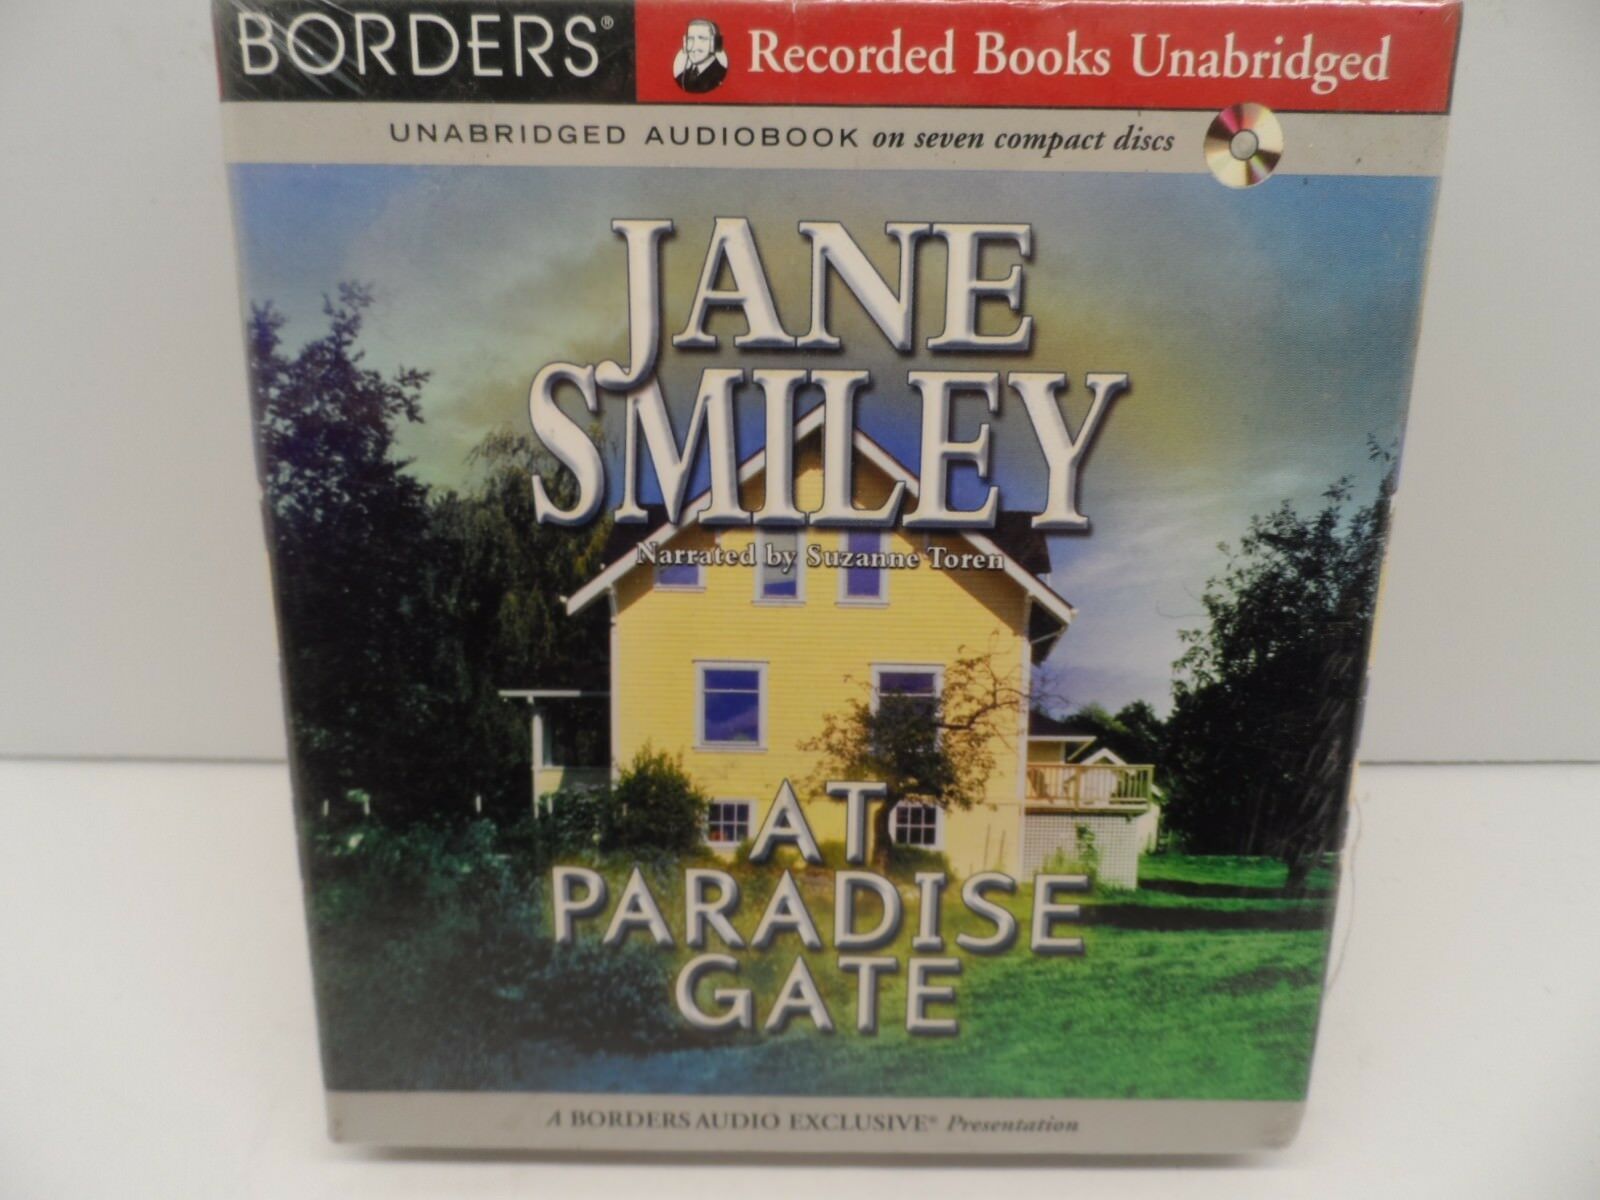 BORDERS®
Recorded Books Unabridged
UNABRIDGED AUDIOBOOK on seven compact discs
JANE
SMILEY
Narrated by Suzanne Toren
AT
PARADISE
GATE
A BORDERS AUDIO EXCLUSIVE® Presentation